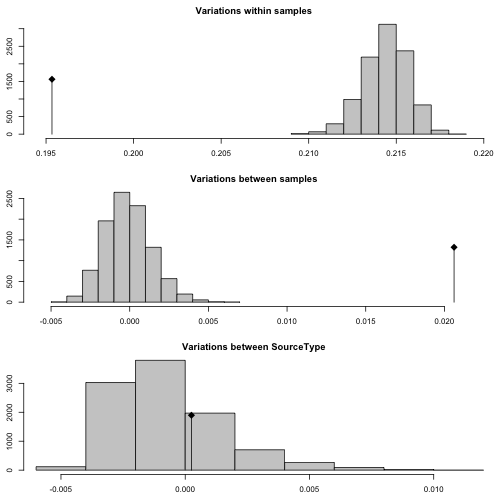 Variations within samples
2500
1500
500
0
0.195 0.200 0.205 0.210 0.215 0.220
Variations between samples
2500
1500
500
0
-0.005 0.000 0.005 0.010 0.015 0.020
Variations between SourceType
3000
2000
1000
0
-0.005 0.000 0.005 0.010